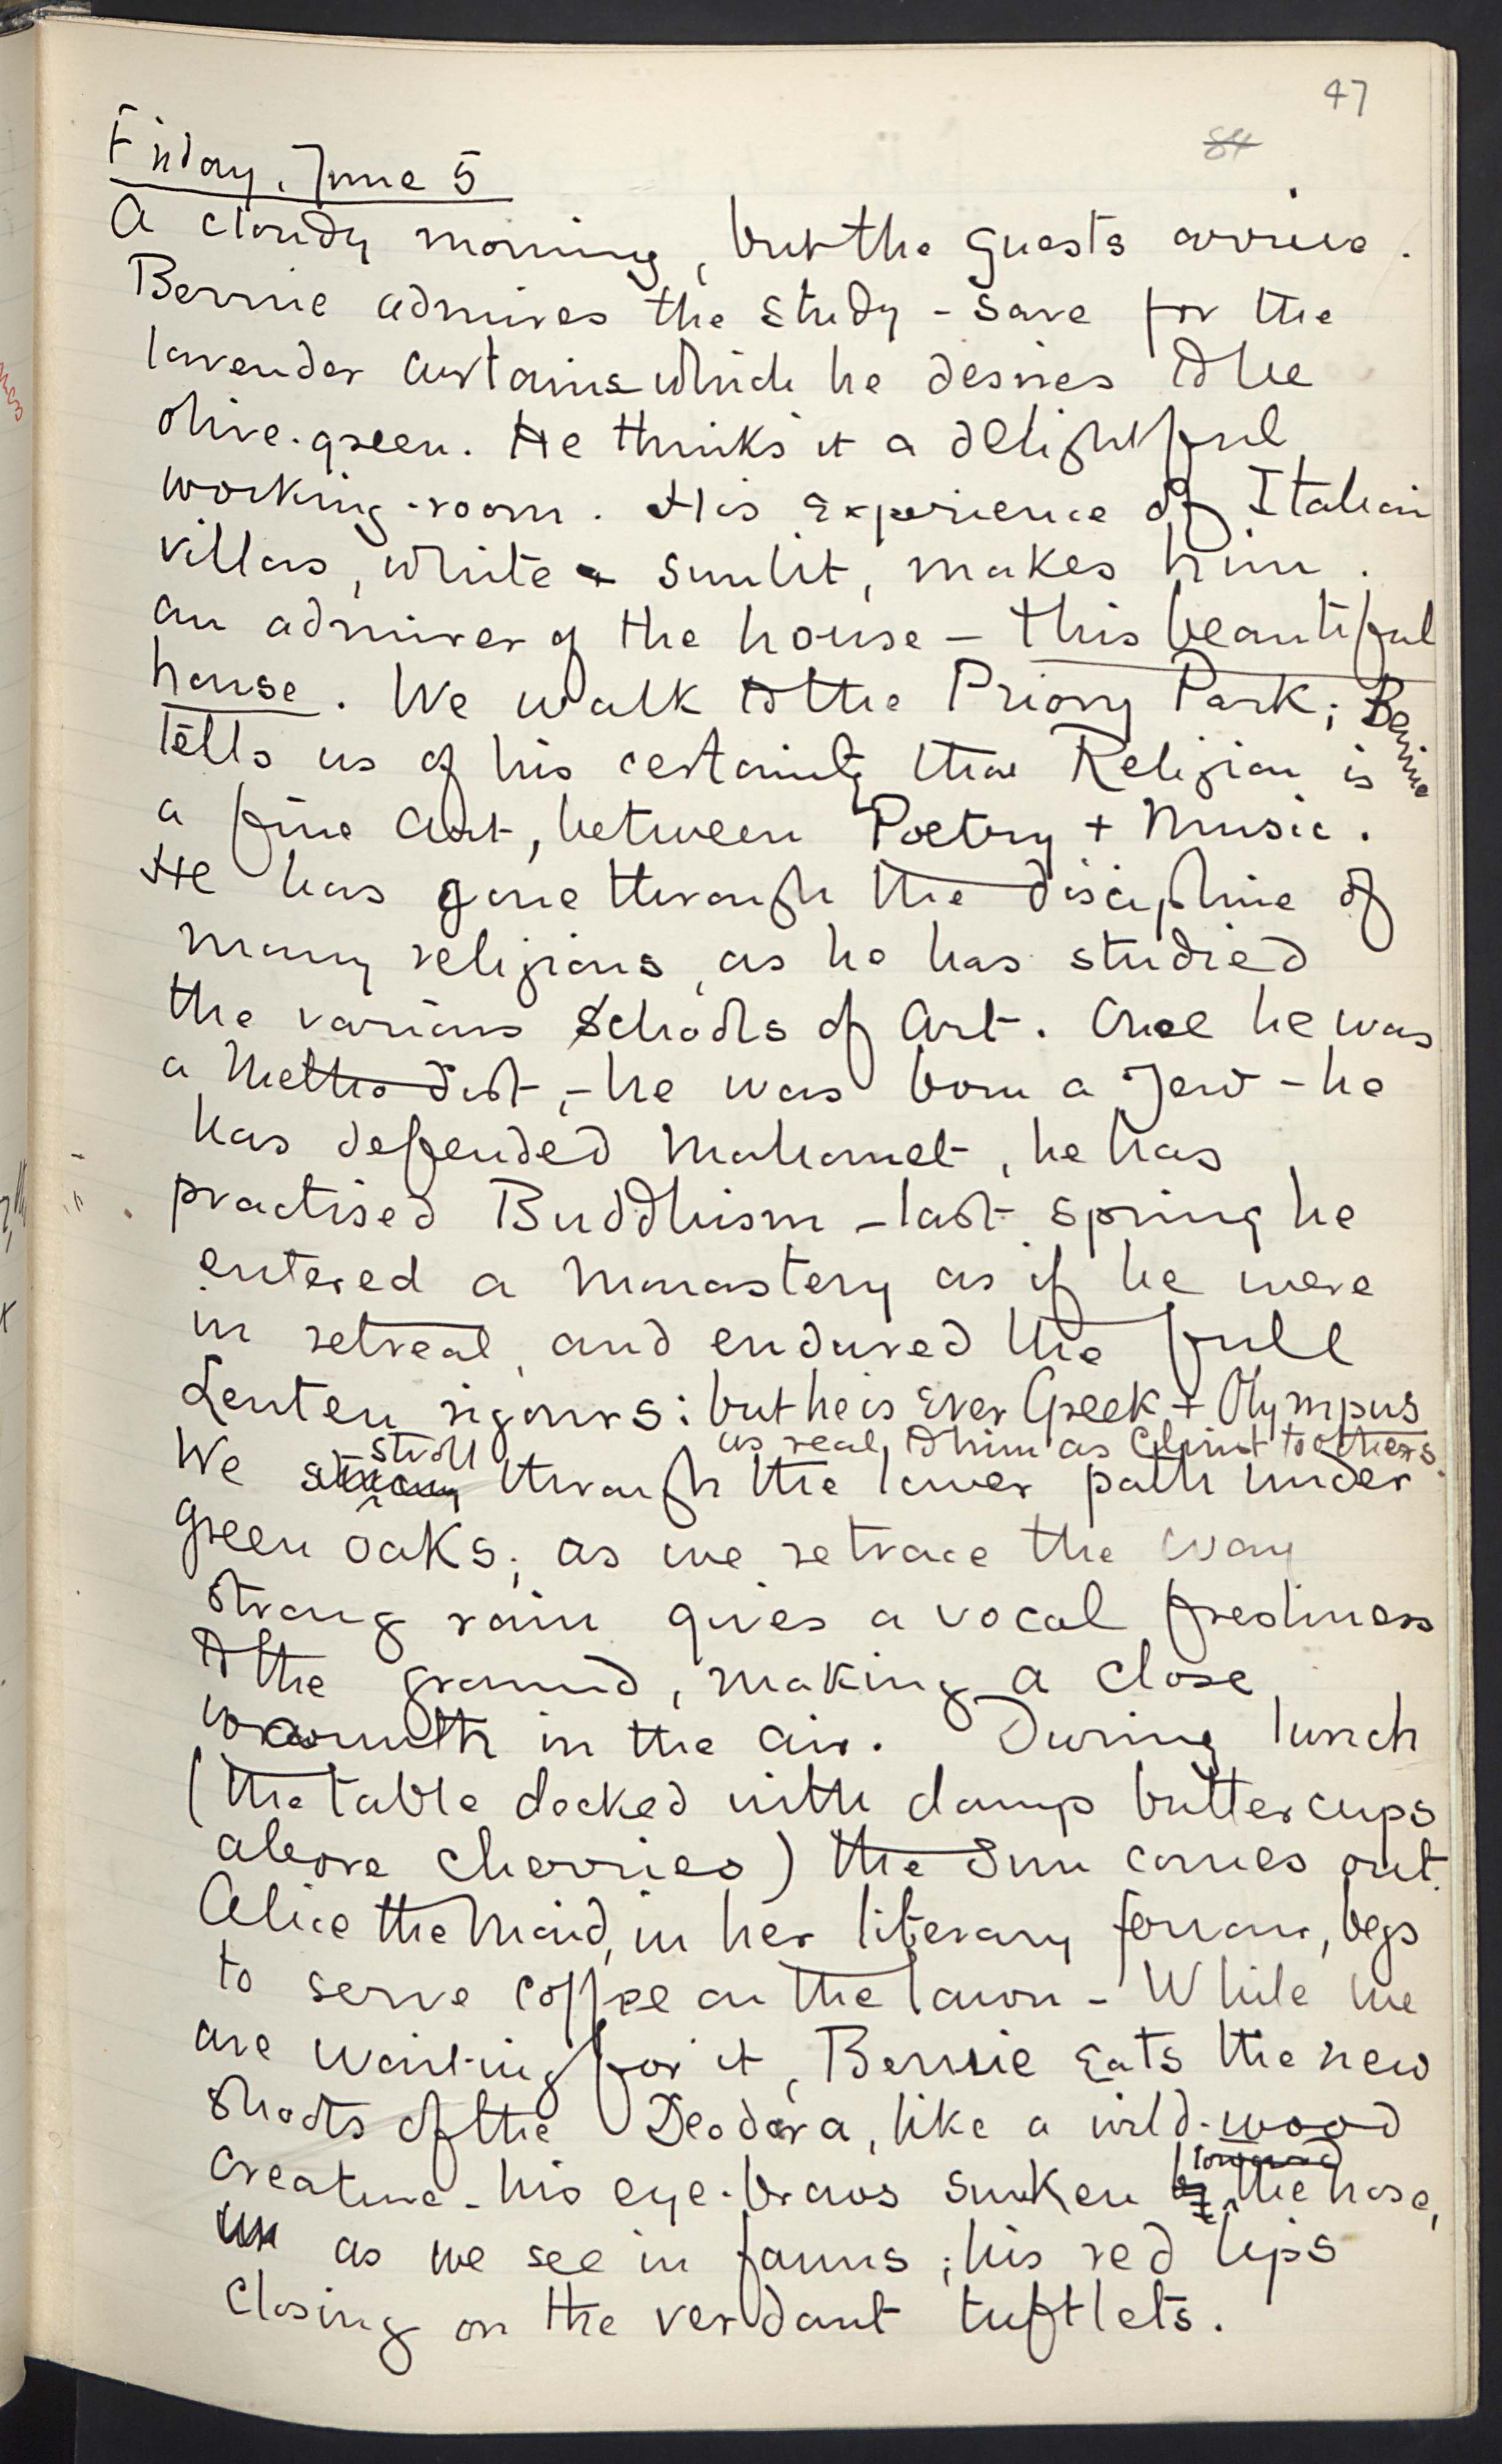 47
84
Friday, June 5
A cloudy morning, but the guests arrive.
Bernie admires the study - save for the
lavender curtains which he desires to be
olive-green. He thinks it a delightful
working-room. His experience of Italian
villas, white & sunlit, makes him
an admirer of the house - this beautiful
house. We walk to the Priory Park; Bernie
tells us of his certainty that Religion is
a fine Art, between Poetry + Music.
He has gone through the discipline of
many religions, as he has studied
the various Schools of Art. Once he was
a Methodist, - he was born a Jew - he
has defended Mahomet, he has
practised Buddhism - last spring he
entered a Monastery as if he were
in retreat, and endured the full
Lenten rigours: but he is Ever Greek + Olympus
as real to him as Christ to others.
We stroll through the lower path under
green oaks; as we retrace the way
strong rain gives a vocal freshness
to the ground, making a close
warmth in the air. During lunch
(the table decked with damp buttercups
above cherries) the Sun comes out.
Alice the Maid, in her literary fervour, begs
to serve coffee on the lawn - While we
are waiting for it, Bernie Eats the new
shoots of the Deodara, like a wild-wood
creature - his eye-brows sunken toward the nose,
as we see in fauns; his red lips
closing on the verdant tuftlets.